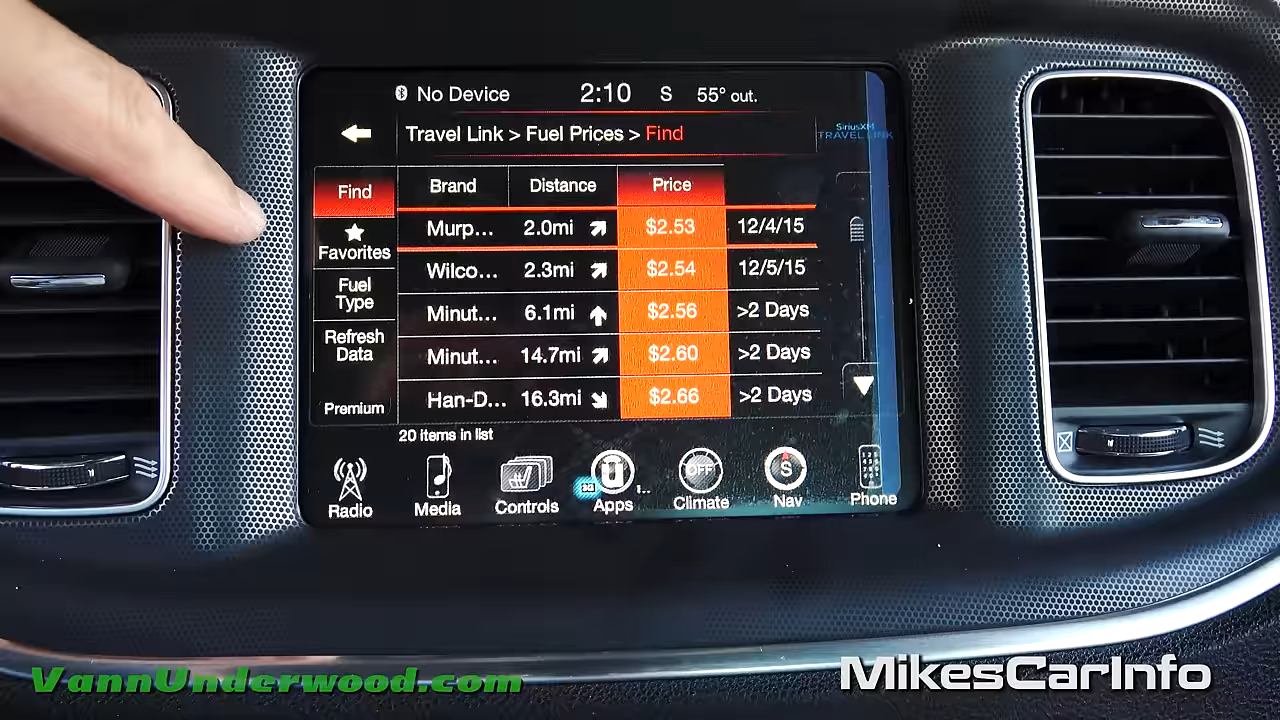 No Device 2:10 S 55° out.
Travel Link > Fuel Prices > Find
SiriusXM
TRAVEL LINK
Find
Favorites
Fuel
Type
Refresh
Data
Premium
Brand Distance Price
Murp... 2.0mi $2.53 12/4/15
Wilco... 2.3mi $2.54 12/5/15
Minut... 6.1mi $2.56 >2 Days
Minut... 14.7mi $2.60 >2 Days
Han-D... 16.3mi $2.66 >2 Days
20 items in list
OFF S
Radio Media Controls Apps Climate Nav Phone
VannUnderwood.com
MikesCarInfo